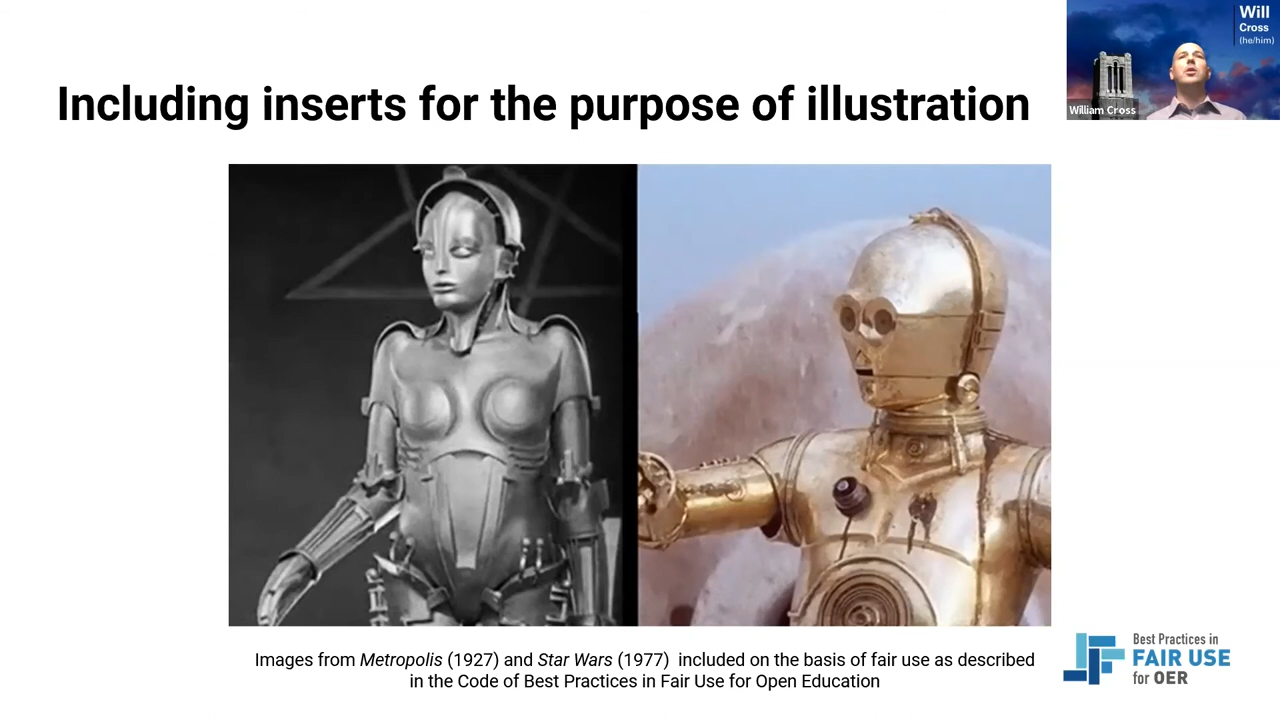 Including inserts for the purpose of illustration
Will
Cross
(he/him)
William Cross
Images from Metropolis (1927) and Star Wars (1977)  included on the basis of fair use as described
in the Code of Best Practices in Fair Use for Open Education
Best Practices in
FAIR USE
for OER